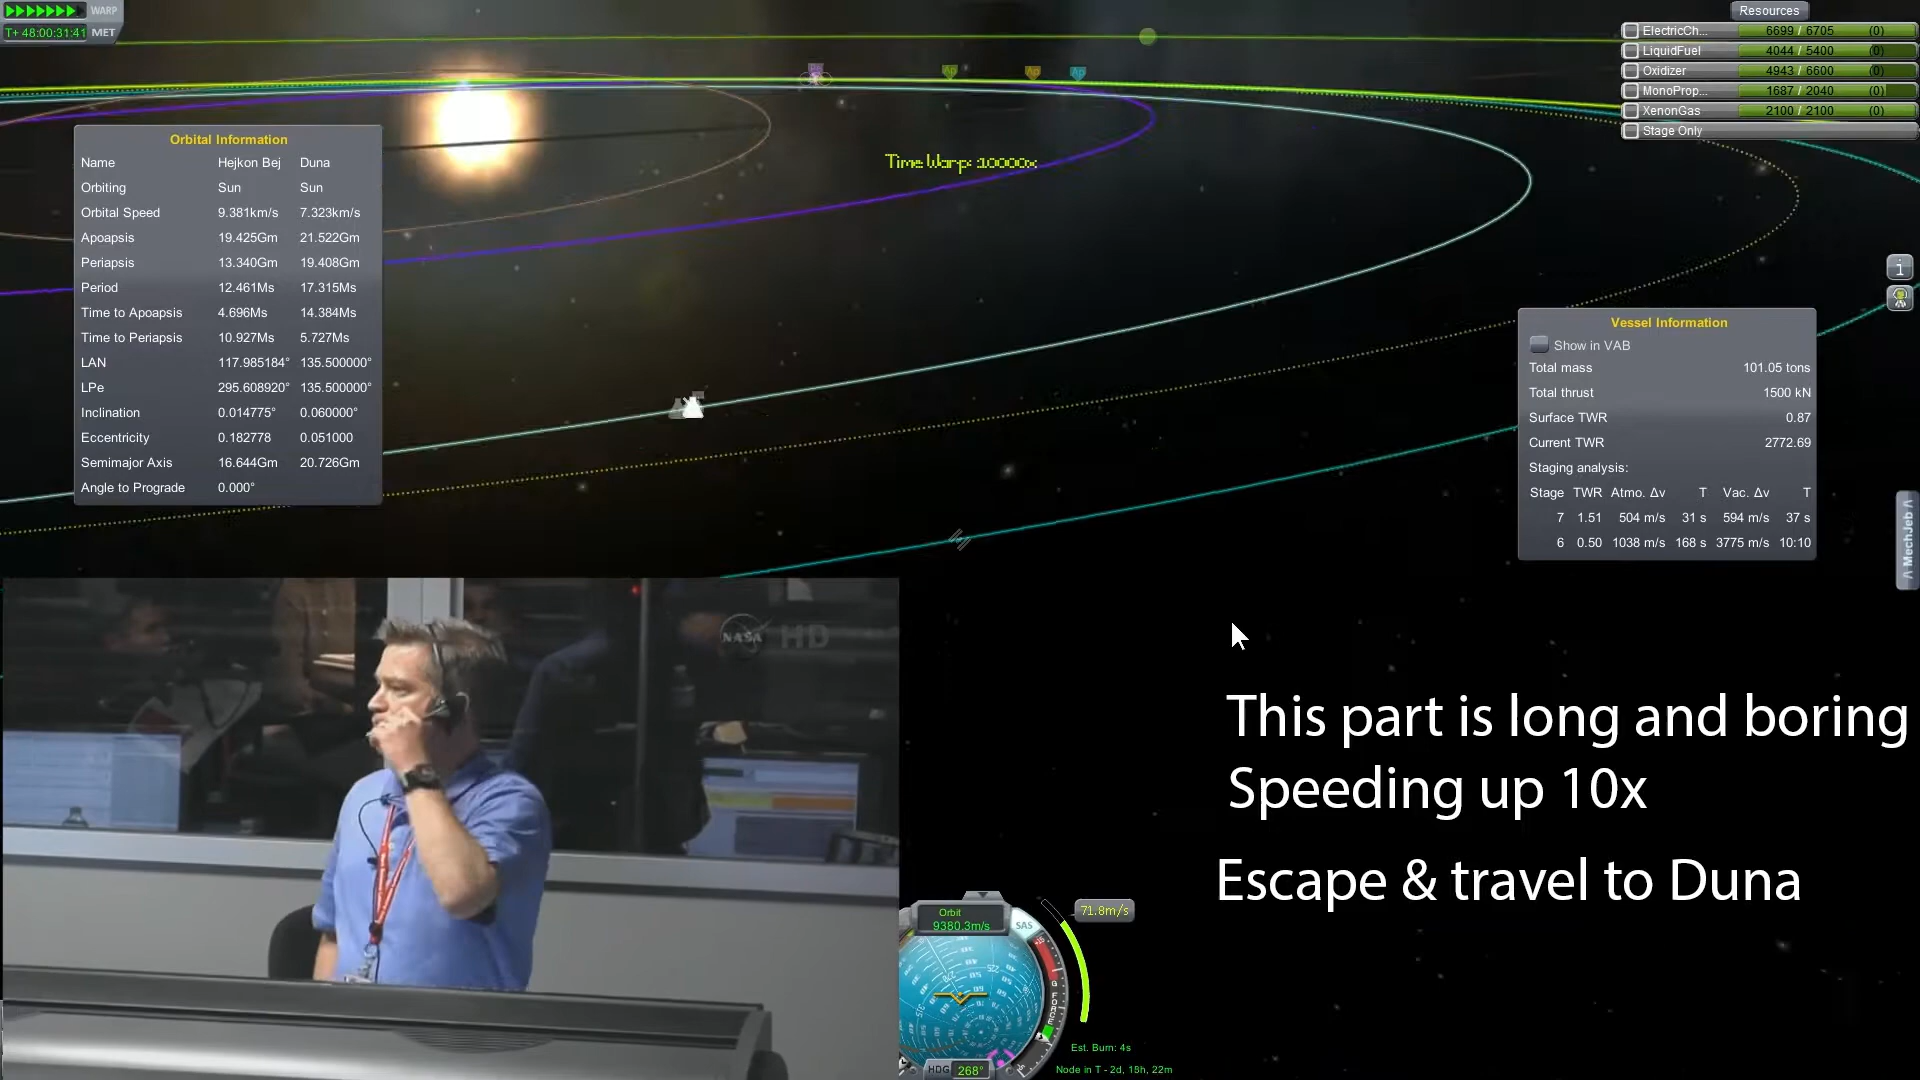 WARP
T+ 48:00:31:41 MET
Resources
ElectricCh... 6699 / 6705 (0)
LiquidFuel 4044 / 5400 (0)
Oxidizer 4943 / 6600 (0)
MonoProp... 1687 / 2040 (0)
XenonGas 2100 / 2100 (0)
Stage Only
Ap Ap Ap
Time Warp: 10000x
Orbital Information
Name Hejkon Bej Duna
Orbiting Sun Sun
Orbital Speed 9.381km/s 7.323km/s
Apoapsis 19.425Gm 21.522Gm
Periapsis 13.340Gm 19.408Gm
Period 12.461Ms 17.315Ms
Time to Apoapsis 4.696Ms 14.384Ms
Time to Periapsis 10.927Ms 5.727Ms
LAN 117.985184° 135.500000°
LPe 295.608920° 135.500000°
Inclination 0.014775° 0.060000°
Eccentricity 0.182778 0.051000
Semimajor Axis 16.644Gm 20.726Gm
Angle to Prograde 0.000°
Vessel Information
Show in VAB
Total mass 101.05 tons
Total thrust 1500 kN
Surface TWR 0.87
Current TWR 2772.69
Staging analysis:
Stage TWR Atmo. Δv T Vac. Δv T
7 1.51 504 m/s 31 s 594 m/s 37 s
6 0.50 1038 m/s 168 s 3775 m/s 10:10
/\ MechJeb /\
NASA HD
This part is long and boring
Speeding up 10x
Escape & travel to Duna
Orbit
9380.3m/s
SAS
71.8m/s
G FORCE
HDG 268°
Est. Burn: 4s
Node in T - 2d, 15h, 22m